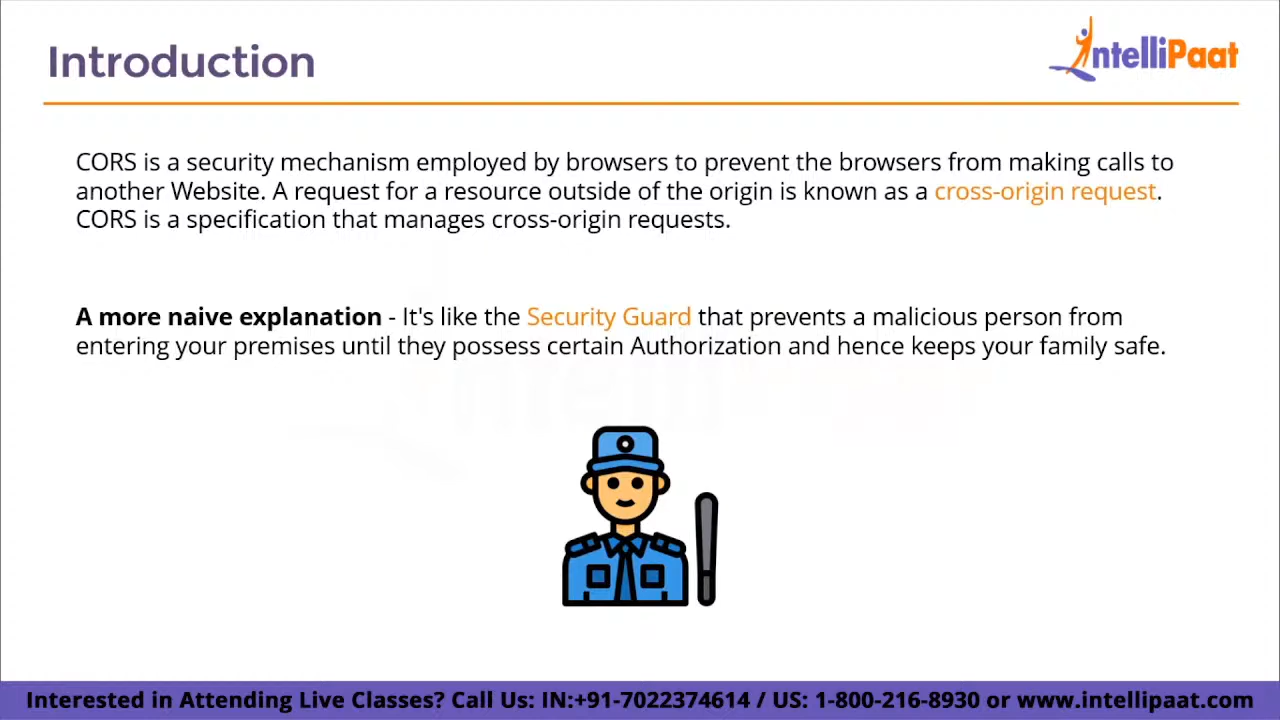 Introduction
IntelliPaat
CORS is a security mechanism employed by browsers to prevent the browsers from making calls to
another Website. A request for a resource outside of the origin is known as a cross-origin request.
CORS is a specification that manages cross-origin requests.
A more naive explanation - It's like the Security Guard that prevents a malicious person from
entering your premises until they possess certain Authorization and hence keeps your family safe.
Interested in Attending Live Classes? Call Us: IN:+91-7022374614 / US: 1-800-216-8930 or www.intellipaat.com